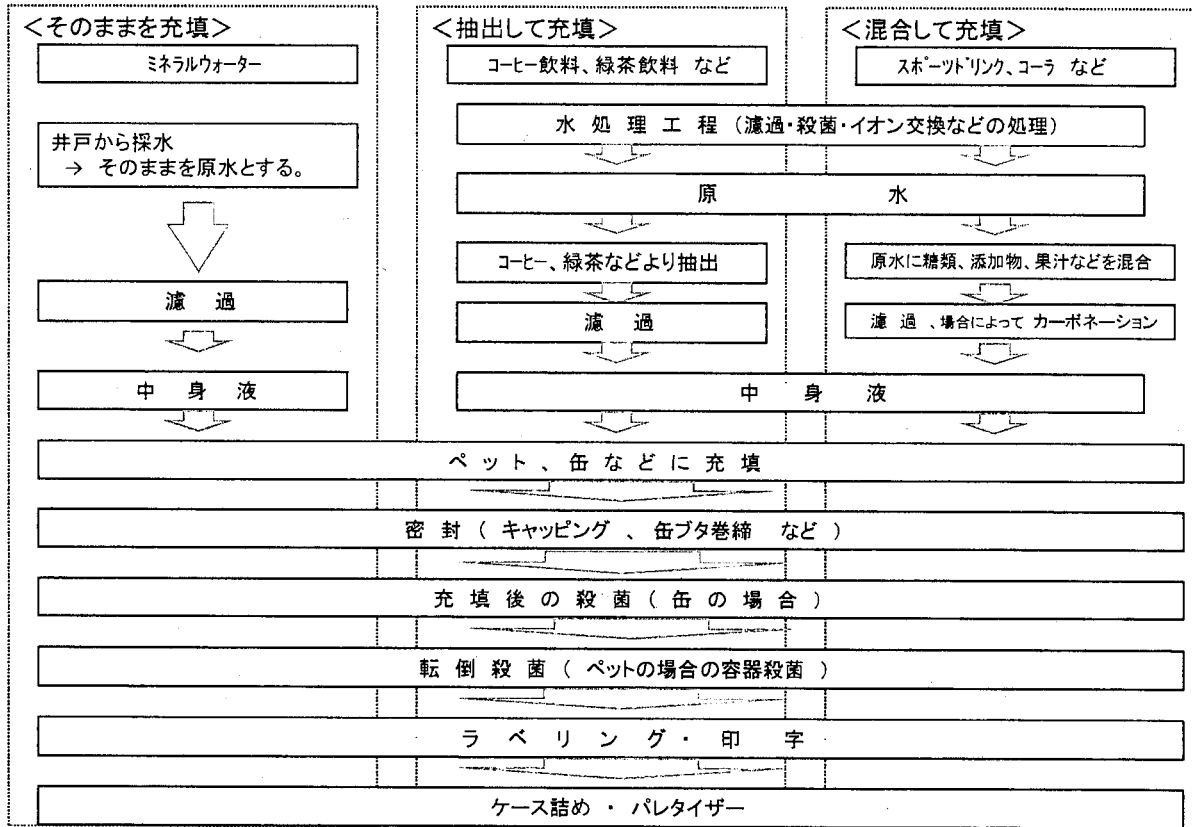 ＜そのままを充填＞
ミネラルウォーター
井戸から採水
→ そのままを原水とする。
濾 過
中 身 液
＜抽出して充填＞
コーヒー飲料、緑茶飲料 など
＜混合して充填＞
スポーツドリンク、コーラ など
水 処 理 工 程 （濾過・殺菌・イオン交換などの処理）
原 水
コーヒー、緑茶などより抽出
濾 過
原水に糖類、添加物、果汁などを混合
濾 過 、場合によって カーボネーション
中 身 液
ペ ッ ト 、 缶 な ど に 充 填
密 封 （ キャッピング 、 缶ブタ巻締 など ）
充 填 後 の 殺 菌 （ 缶 の 場 合 ）
転 倒 殺 菌 （ ペットの場合の容器殺菌 ）
ラ ベ リ ン グ ・ 印 字
ケース詰め ・ パレタイザー